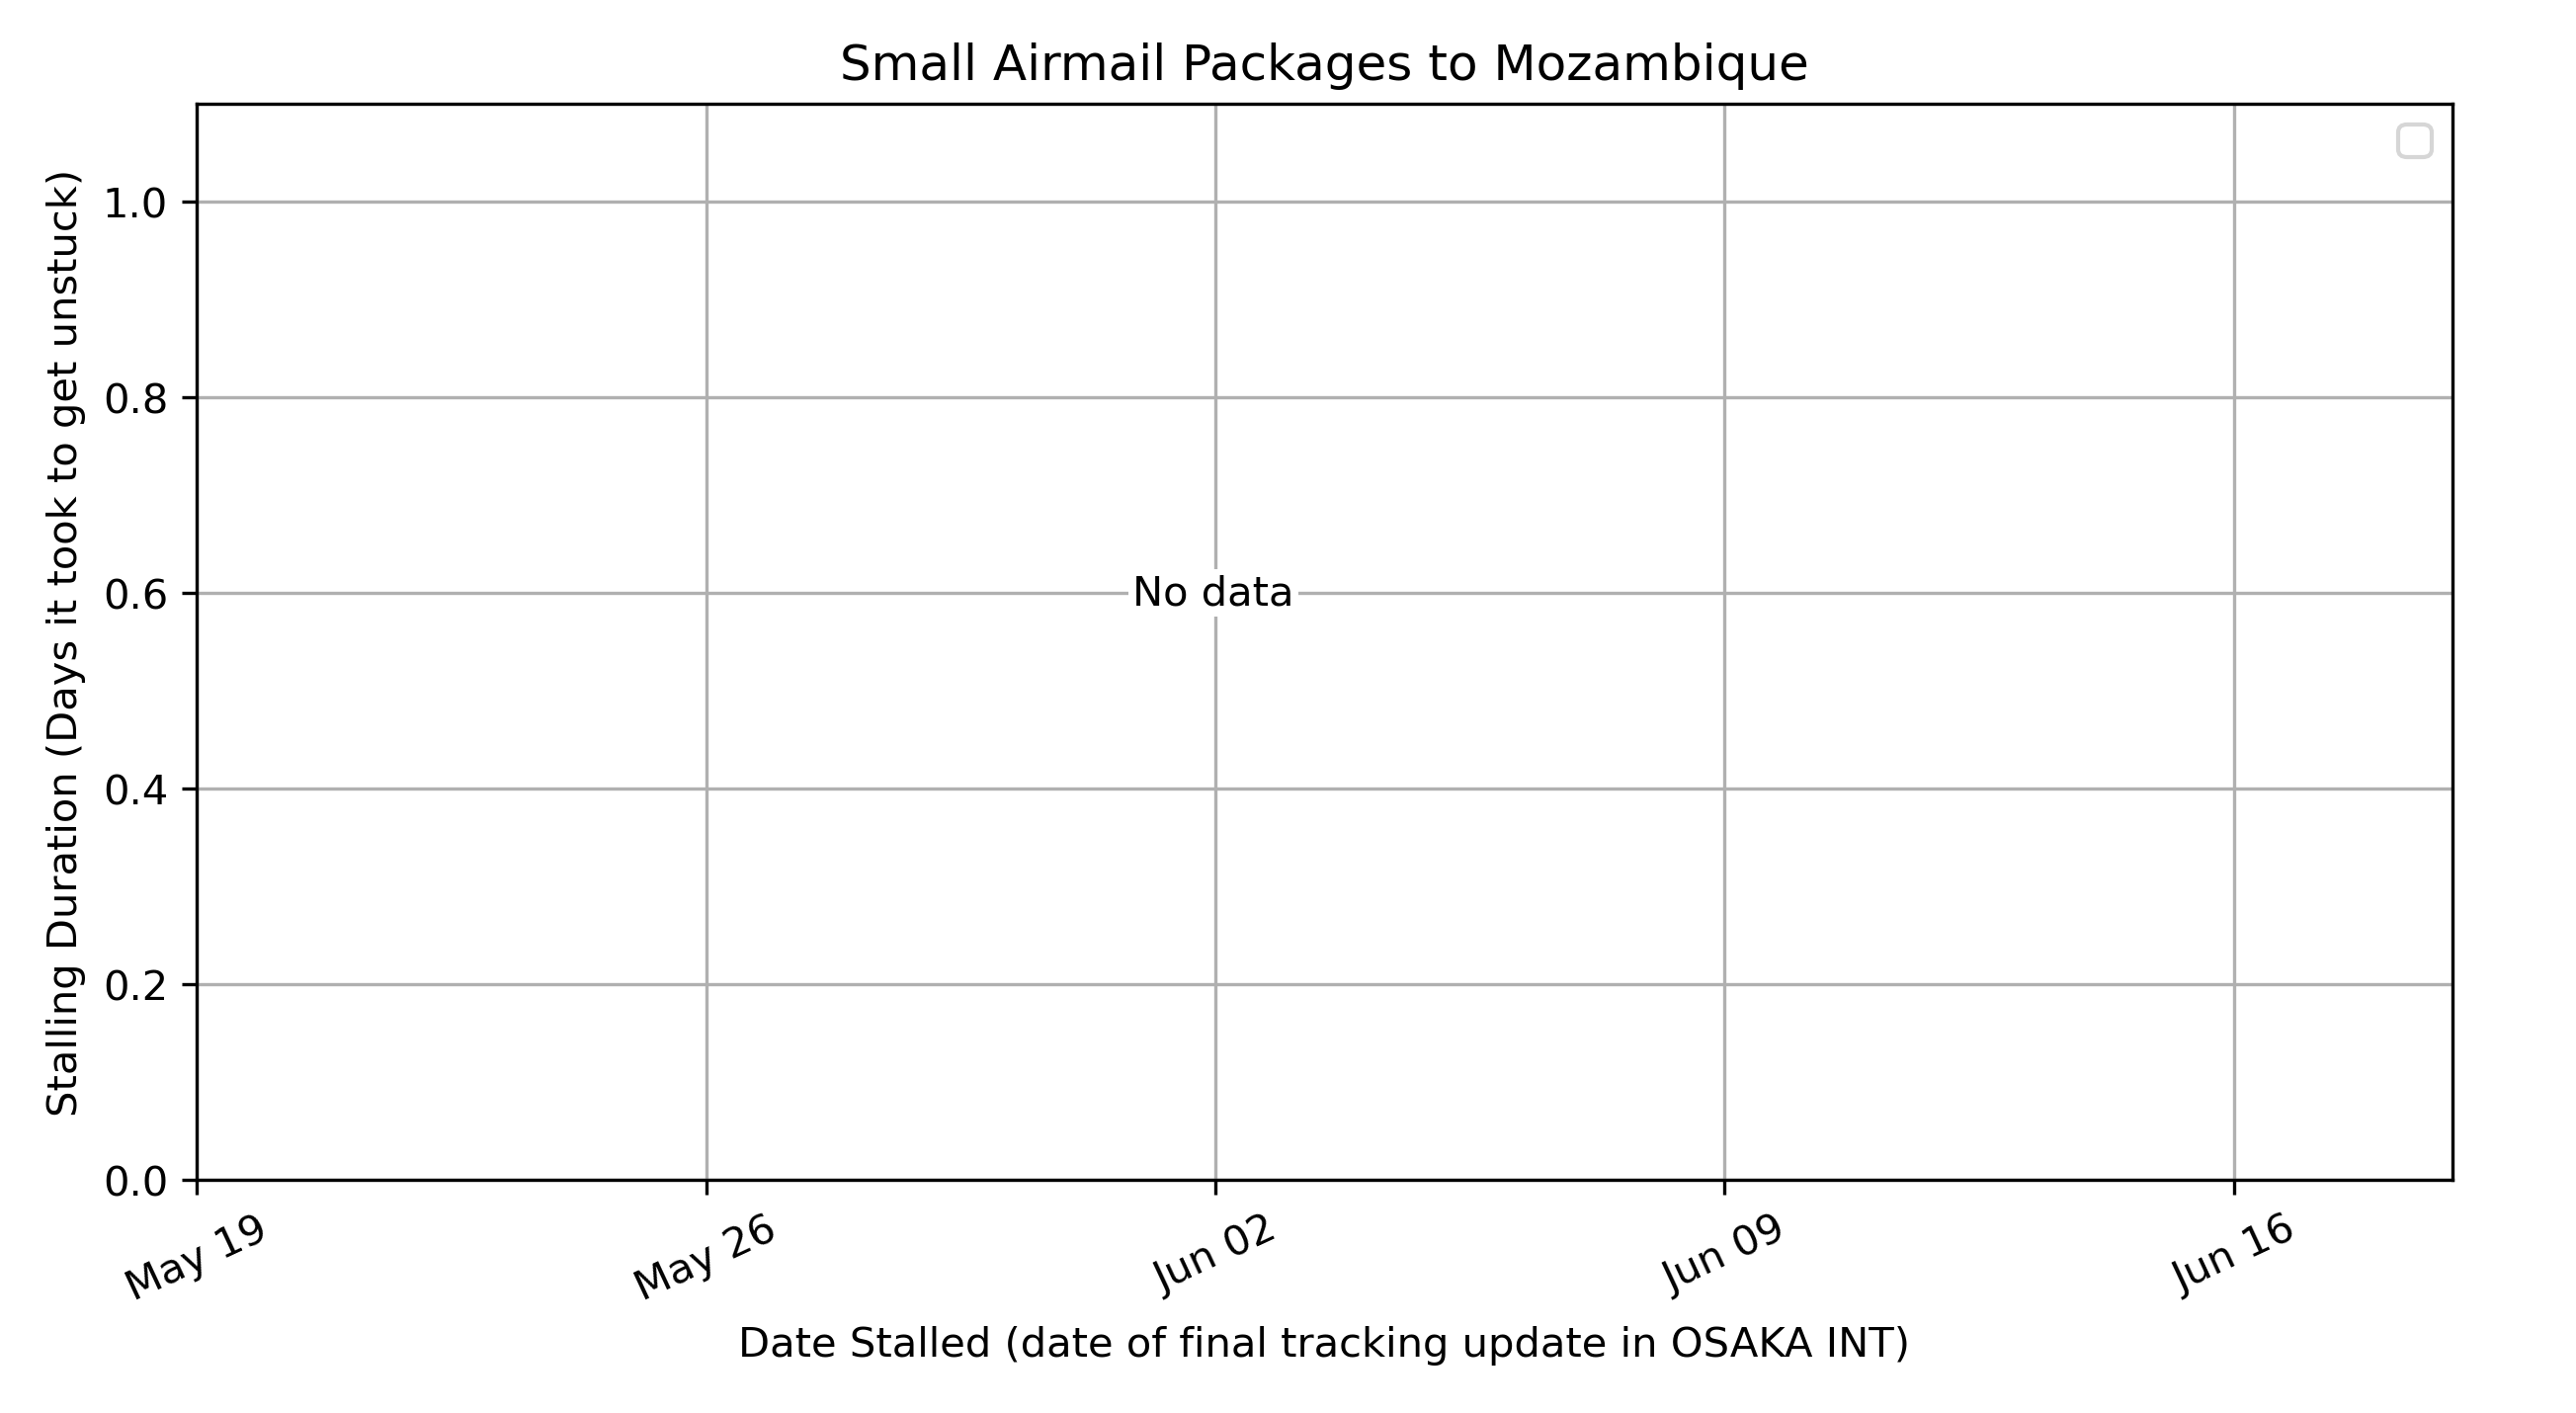 Small Airmail Packages to Mozambique
Stalling Duration (Days it took to get unstuck)
1.0
0.8
0.6
0.4
0.2
0.0
No data
May 19
May 26
Jun 02
Jun 09
Jun 16
Date Stalled (date of final tracking update in OSAKA INT)